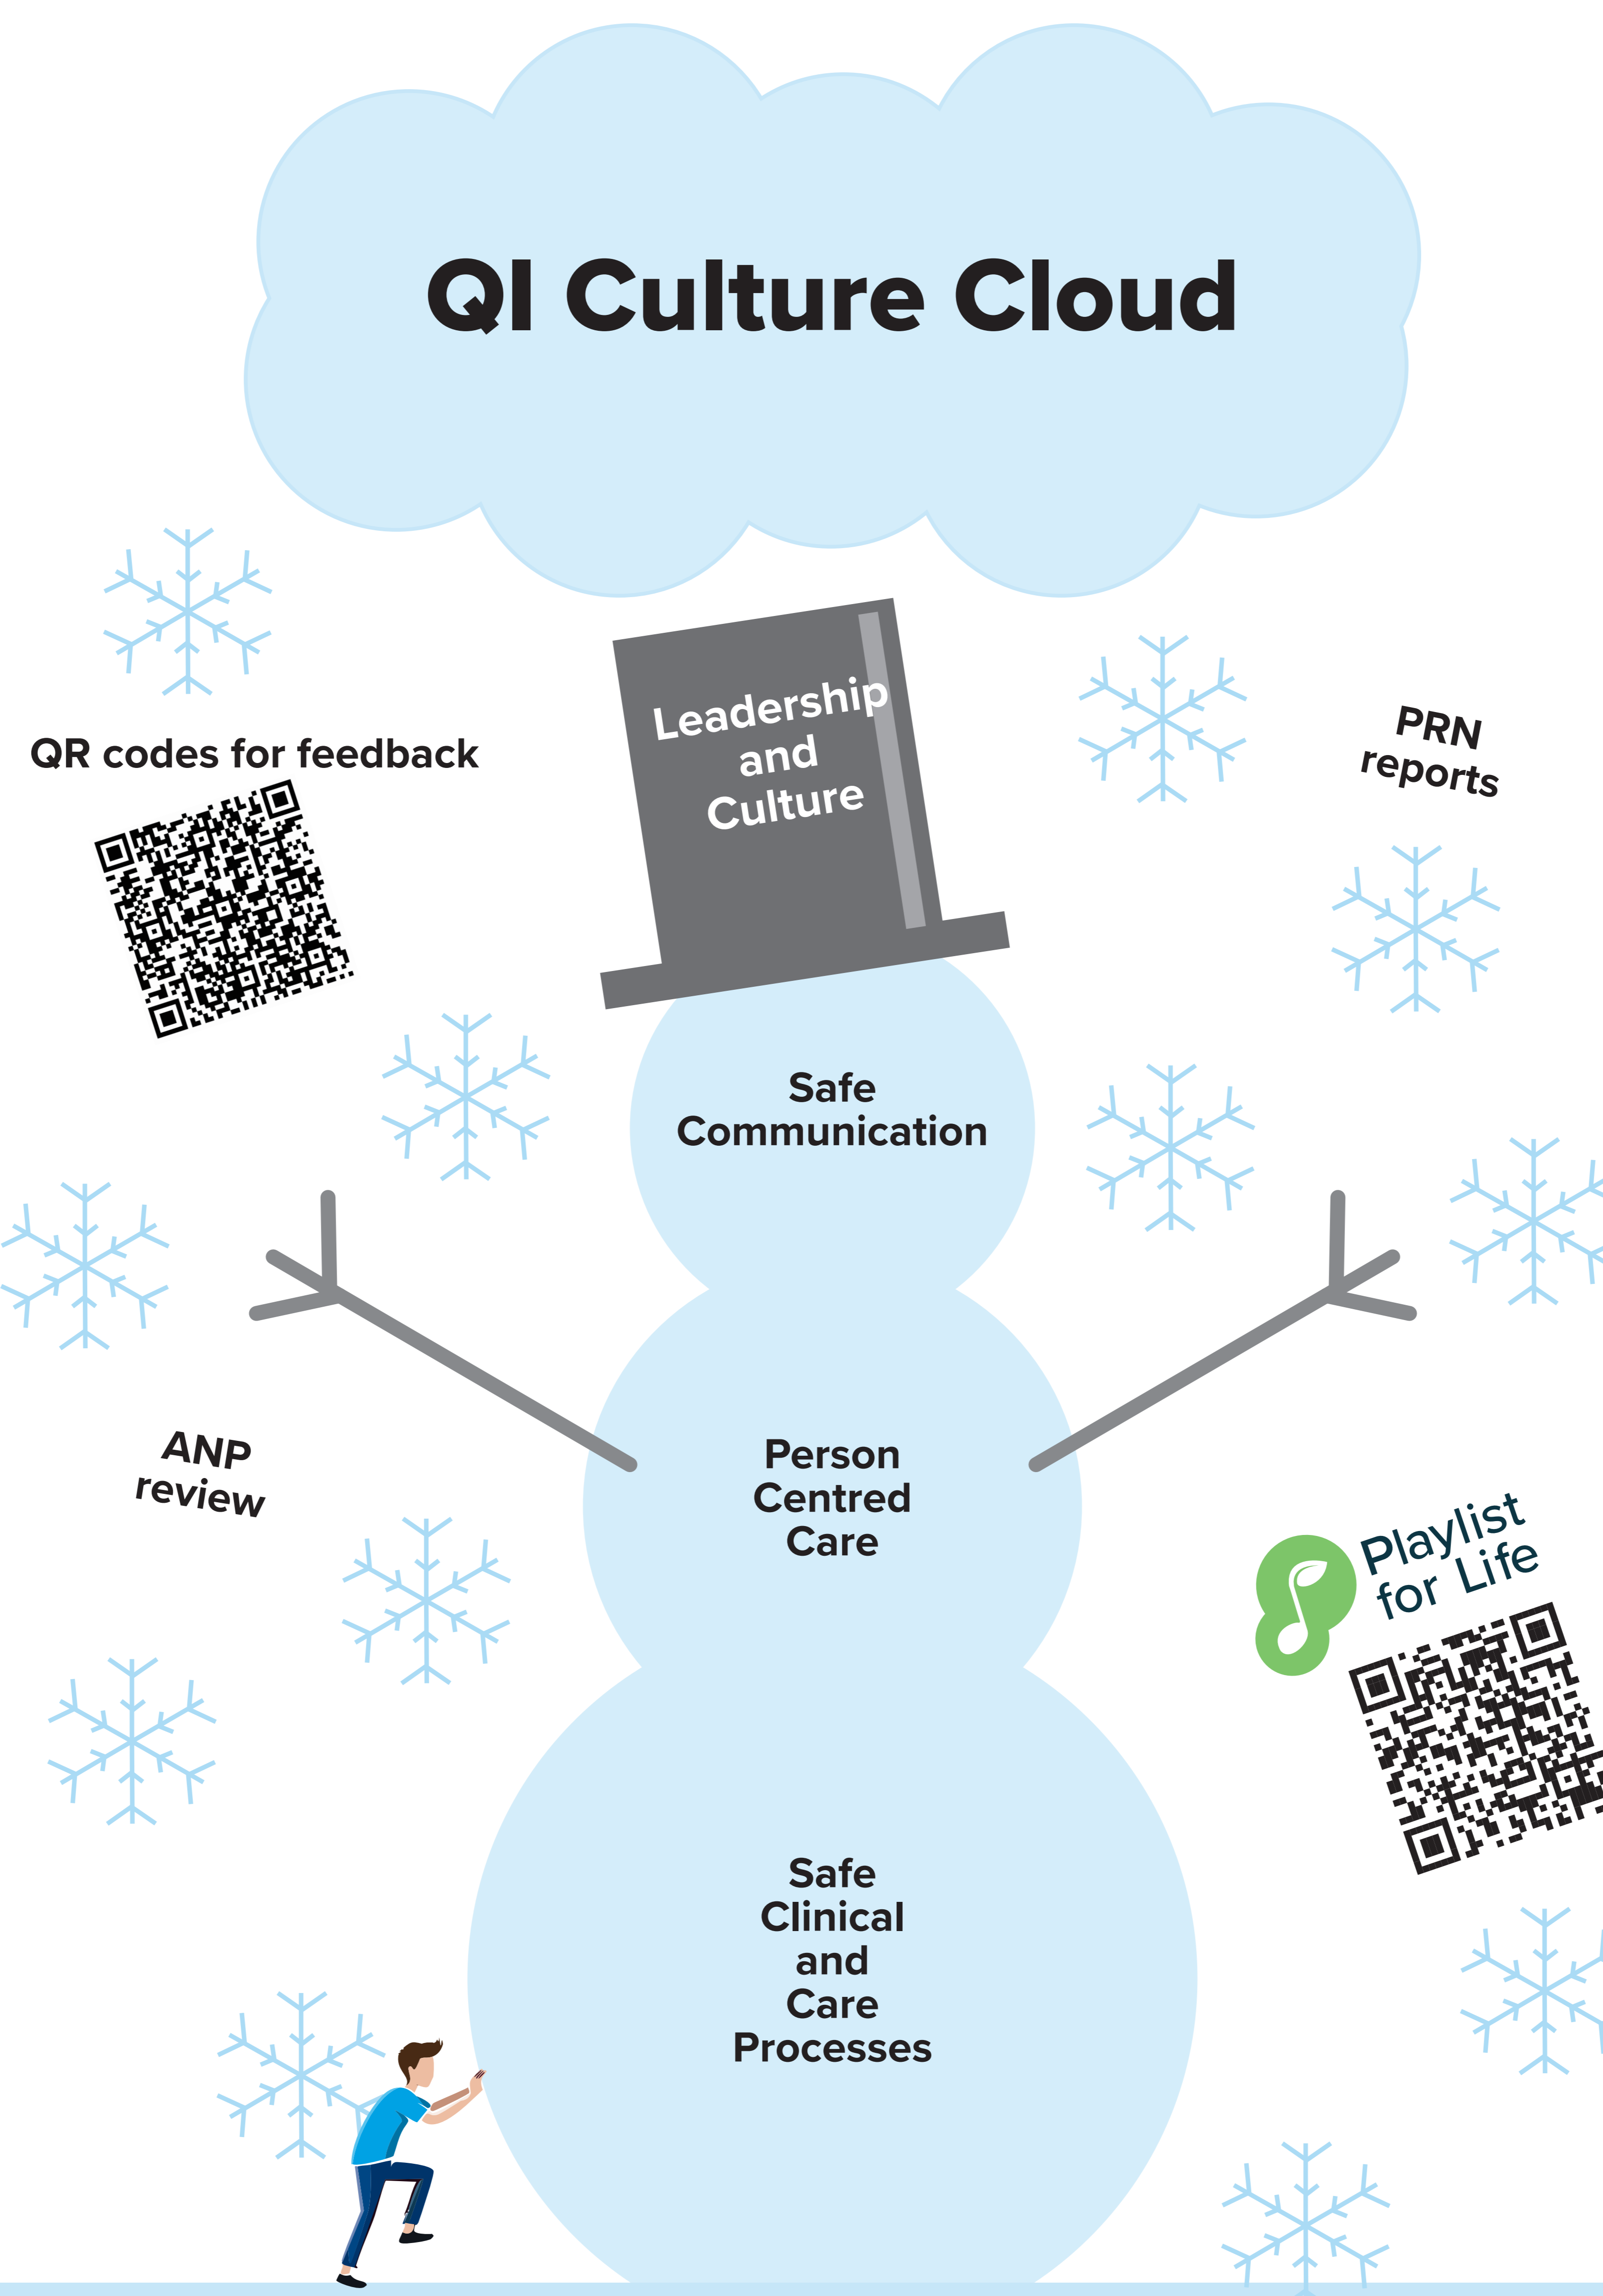 QI Culture Cloud
Leadership
and
Culture
QR codes for feedback
PRN
reports
Safe
Communication
ANP
review
Person
Centred
Care
Playlist
for Life
Safe
Clinical
and
Care
Processes